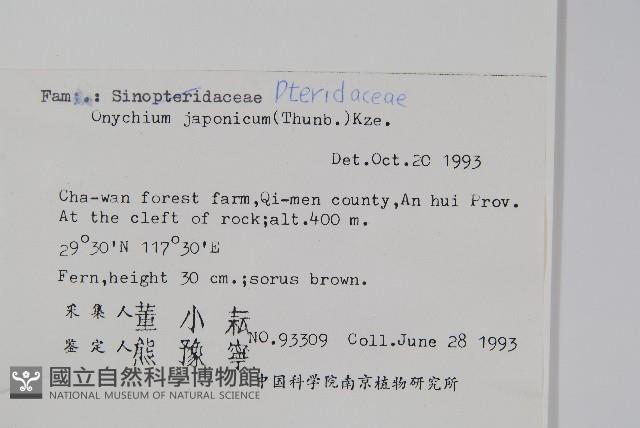 Fam.: Sinopteridaceae Pteridaceae
Onychium japonicum(Thunb.)Kze.
Det.Oct.20 1993
Cha-wan forest farm,Qi-men county,An hui Prov.
At the cleft of rock;alt.400 m.
29°30'N 117°30'E
Fern,height 30 cm.;sorus brown.
采集人董小耘
鉴定人熊豫寧 NO.93309 Coll.June 28 1993
中国科学院南京植物研究所
國立自然科學博物館
NATIONAL MUSEUM OF NATURAL SCIENCE